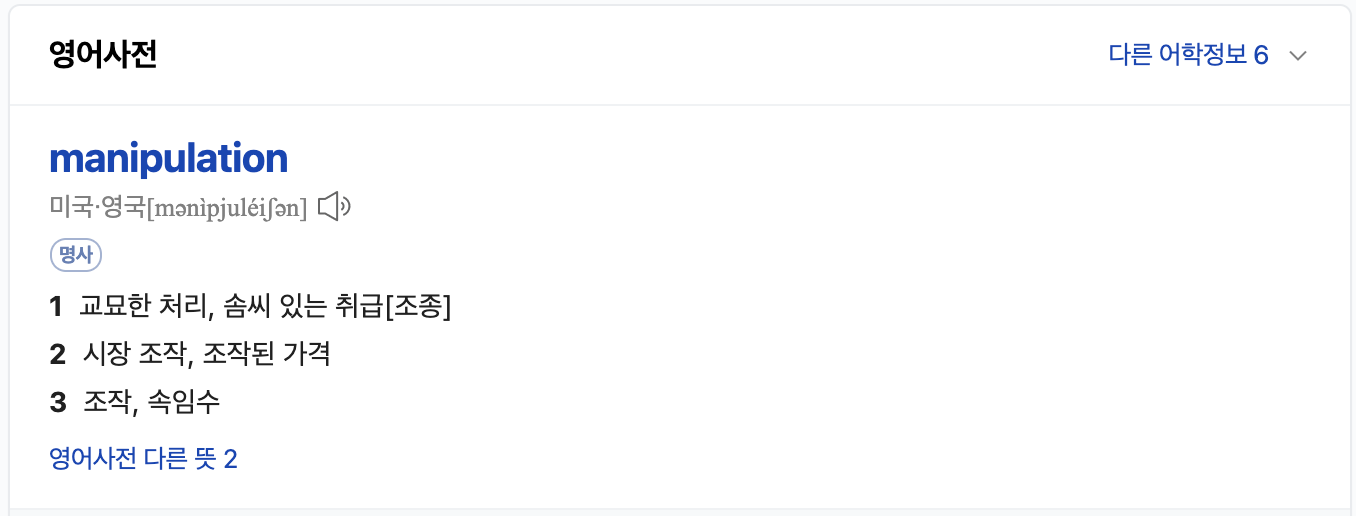 영어사전
다른 어학정보 6
manipulation
미국·영국[mənìpjuléiʃən]
명사
1 교묘한 처리, 솜씨 있는 취급[조종]
2 시장 조작, 조작된 가격
3 조작, 속임수
영어사전 다른 뜻 2